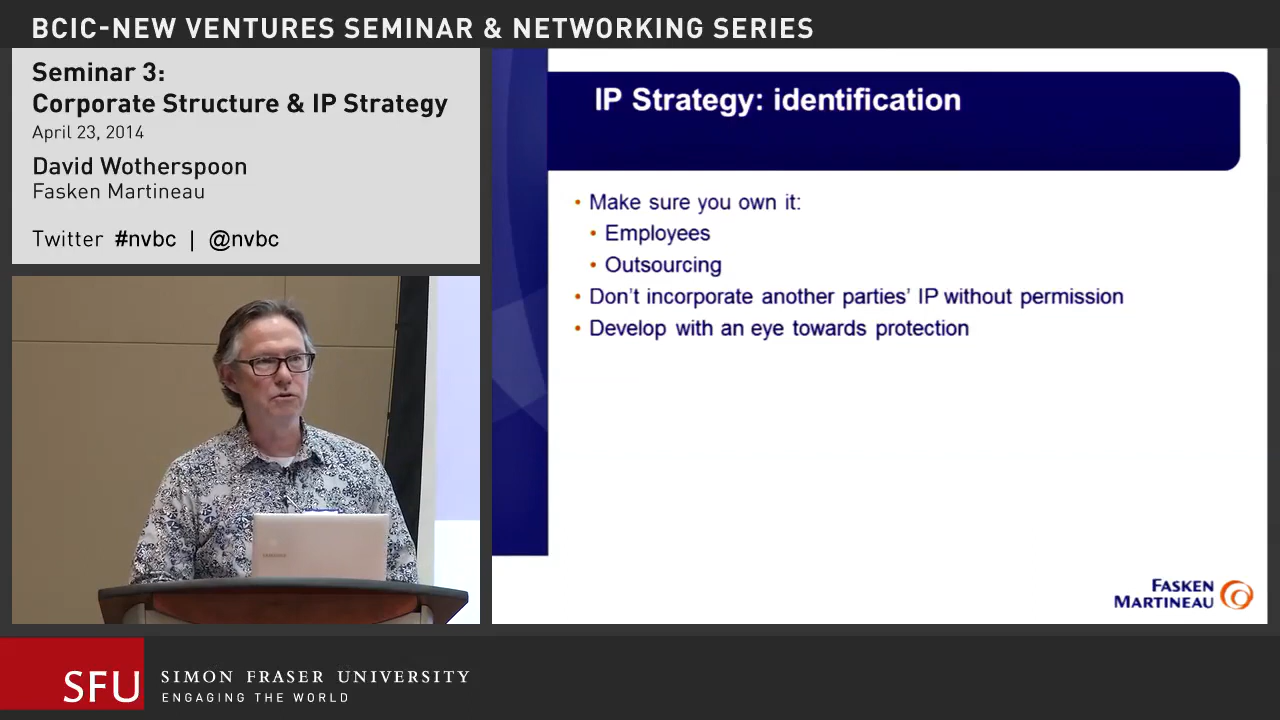 BCIC-NEW VENTURES SEMINAR & NETWORKING SERIES
Seminar 3:
Corporate Structure & IP Strategy
April 23, 2014
David Wotherspoon
Fasken Martineau
Twitter #nvbc | @nvbc
IP Strategy: identification
• Make sure you own it:
• Employees
• Outsourcing
• Don't incorporate another parties' IP without permission
• Develop with an eye towards protection
FASKEN
MARTINEAU
SFU SIMON FRASER UNIVERSITY
ENGAGING THE WORLD